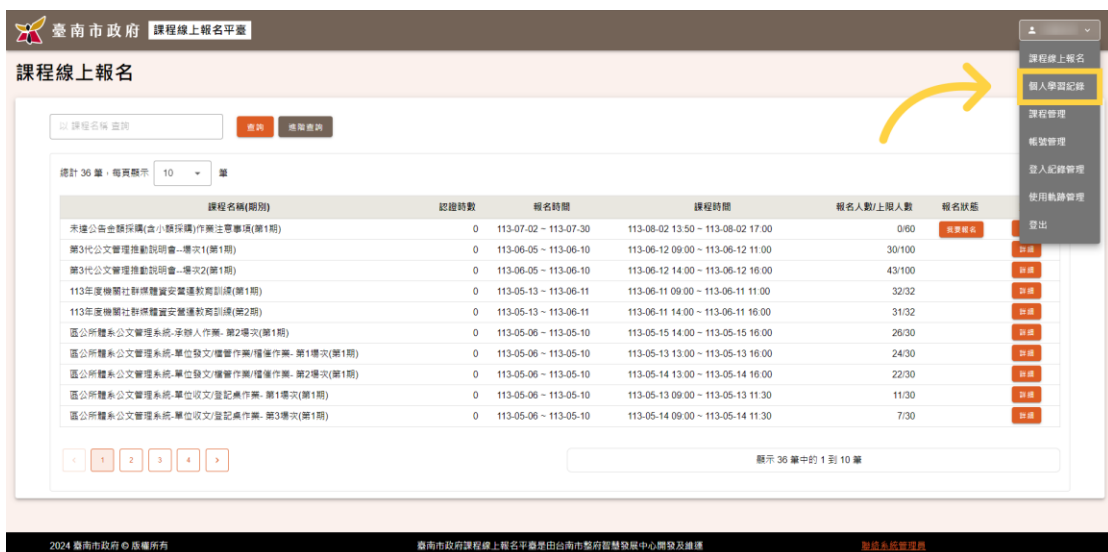 臺南市政府 課程線上報名平臺
課程線上報名
課程線上報名
個人學習記錄
課程管理
帳號管理
登入記錄管理
使用軌跡管理
登出
以 課程名稱 查詢
查詢
進階查詢
總計 36 筆，每頁顯示 10 筆
課程名稱(期別) 認證時數 報名時間 課程時間 報名人數/上限人數 報名狀態
未達公告金額採購(含小額採購)作業注意事項(第1期) 0 113-07-02 ~ 113-07-30 113-08-02 13:50 ~ 113-08-02 17:00 0/60 我要報名
第3代公文管理推動說明會--場次1(第1期) 0 113-06-05 ~ 113-06-10 113-06-12 09:00 ~ 113-06-12 11:00 30/100 詳細
第3代公文管理推動說明會--場次2(第1期) 0 113-06-05 ~ 113-06-10 113-06-12 14:00 ~ 113-06-12 16:00 43/100 詳細
113年度機關社群媒體資安營運教育訓練(第1期) 0 113-05-13 ~ 113-06-11 113-06-11 09:00 ~ 113-06-11 11:00 32/32 詳細
113年度機關社群媒體資安營運教育訓練(第2期) 0 113-05-13 ~ 113-06-11 113-06-11 14:00 ~ 113-06-11 16:00 31/32 詳細
區公所體系公文管理系統-承辦人作業- 第2場次(第1期) 0 113-05-06 ~ 113-05-10 113-05-15 14:00 ~ 113-05-15 16:00 26/30 詳細
區公所體系公文管理系統-單位發文/檔管作業/稽催作業- 第1場次(第1期) 0 113-05-06 ~ 113-05-10 113-05-13 13:00 ~ 113-05-13 16:00 24/30 詳細
區公所體系公文管理系統-單位發文/檔管作業/稽催作業- 第2場次(第1期) 0 113-05-06 ~ 113-05-10 113-05-14 13:00 ~ 113-05-14 16:00 22/30 詳細
區公所體系公文管理系統-單位收文/登記桌作業- 第1場次(第1期) 0 113-05-06 ~ 113-05-10 113-05-13 09:00 ~ 113-05-13 11:30 11/30 詳細
區公所體系公文管理系統-單位收文/登記桌作業- 第3場次(第1期) 0 113-05-06 ~ 113-05-10 113-05-14 09:00 ~ 113-05-14 11:30 7/30 詳細
< 1 2 3 4 >
顯示 36 筆中的 1 到 10 筆
2024 臺南市政府 © 版權所有 臺南市政府課程線上報名平臺是由台南市政府智慧發展中心開發及維運 聯絡系統管理員